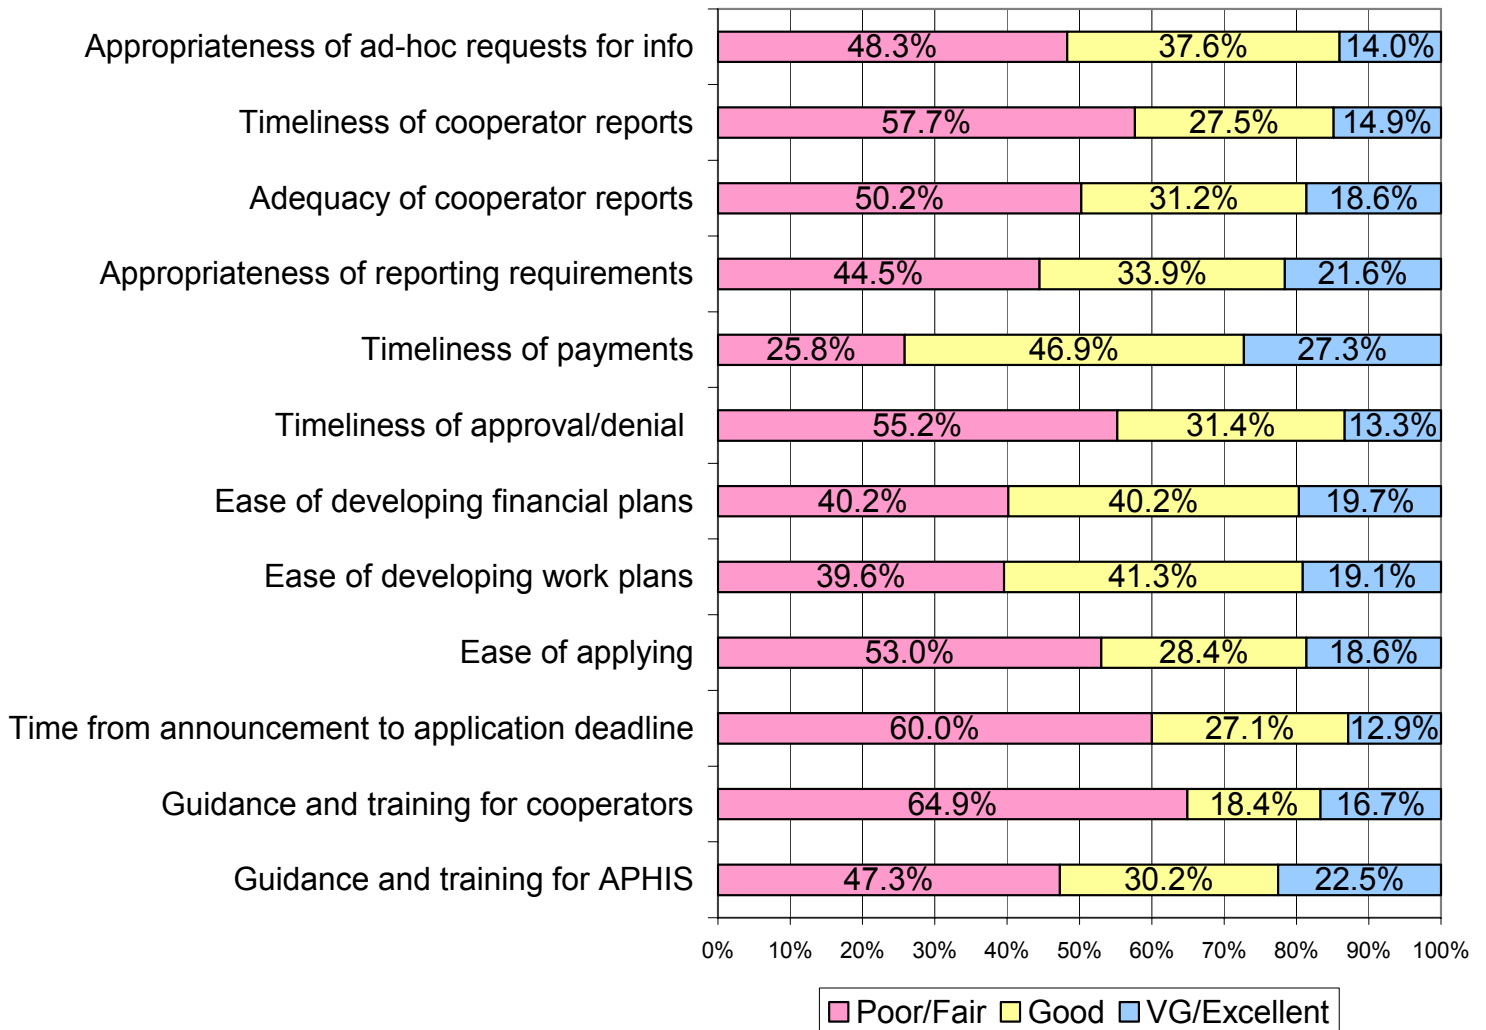 Appropriateness of ad-hoc requests for info 48.3% 37.6% 14.0%
Timeliness of cooperator reports 57.7% 27.5% 14.9%
Adequacy of cooperator reports 50.2% 31.2% 18.6%
Appropriateness of reporting requirements 44.5% 33.9% 21.6%
Timeliness of payments 25.8% 46.9% 27.3%
Timeliness of approval/denial 55.2% 31.4% 13.3%
Ease of developing financial plans 40.2% 40.2% 19.7%
Ease of developing work plans 39.6% 41.3% 19.1%
Ease of applying 53.0% 28.4% 18.6%
Time from announcement to application deadline 60.0% 27.1% 12.9%
Guidance and training for cooperators 64.9% 18.4% 16.7%
Guidance and training for APHIS 47.3% 30.2% 22.5%
0% 10% 20% 30% 40% 50% 60% 70% 80% 90% 100%
Poor/Fair Good VG/Excellent